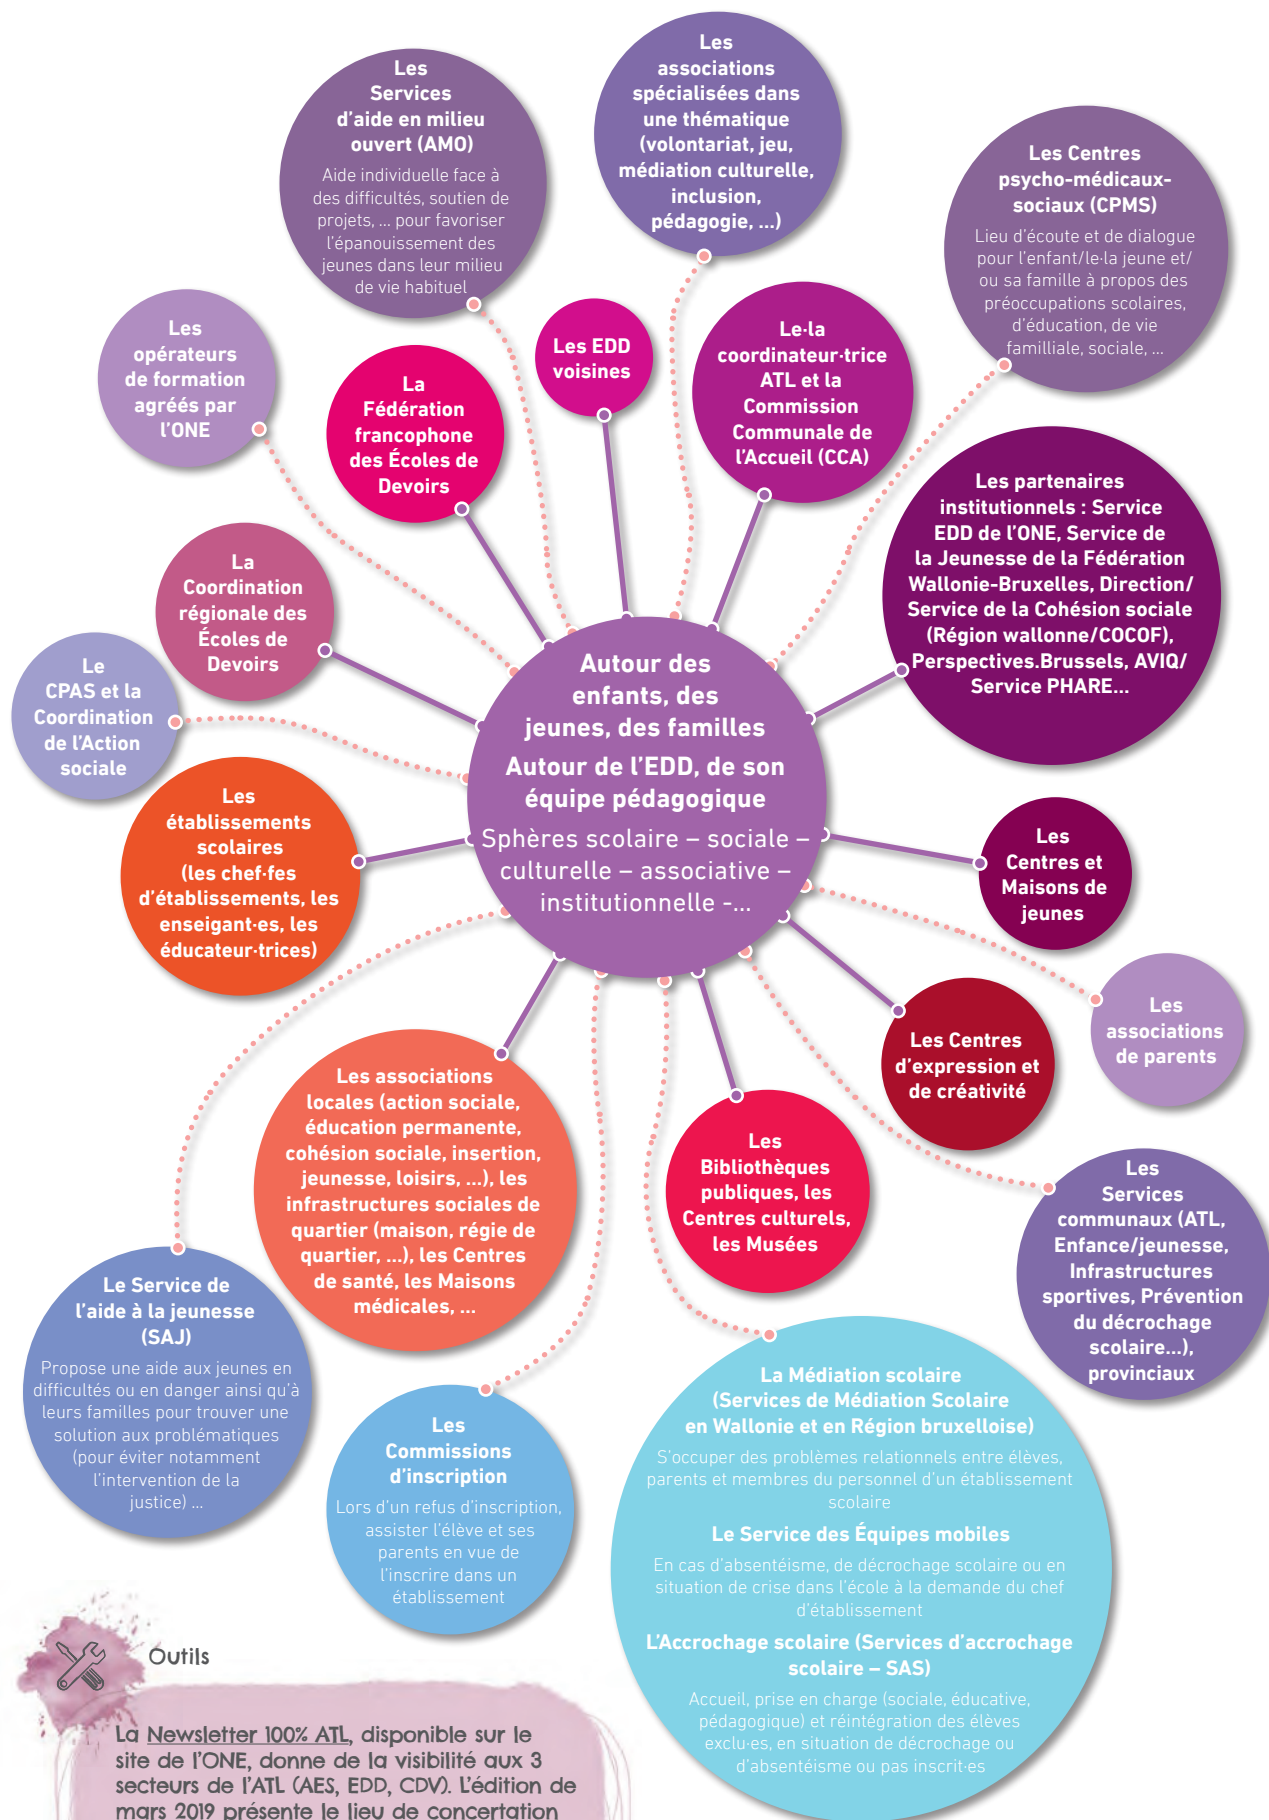 Les
associations
spécialisées dans
une thématique
(volontariat, jeu,
médiation culturelle,
inclusion,
pédagogie, ...)
Les
Services
d'aide en milieu
ouvert (AMO)
Aide individuelle face à
des difficultés, soutien de
projets, ... pour favoriser
l'épanouissement des
jeunes dans leur milieu
de vie habituel
Les Centres
psycho-médicaux-
sociaux (CPMS)
Lieu d'écoute et de dialogue
pour l'enfant/le·la jeune et/
ou sa famille à propos des
préoccupations scolaires,
d'éducation, de vie
familliale, sociale, ...
Les
opérateurs
de formation
agréés par
l'ONE
La
Fédération
francophone
des Écoles de
Devoirs
Les EDD
voisines
Le·la
coordinateur·trice
ATL et la
Commission
Communale de
l'Accueil (CCA)
Les partenaires
institutionnels : Service
EDD de l'ONE, Service de
la Jeunesse de la Fédération
Wallonie-Bruxelles, Direction/
Service de la Cohésion sociale
(Région wallonne/COCOF),
Perspectives.Brussels, AVIQ/
Service PHARE...
La
Coordination
régionale des
Écoles de
Devoirs
Le
CPAS et la
Coordination
de l'Action
sociale
Autour des
enfants, des
jeunes, des familles
Autour de l'EDD, de son
équipe pédagogique
Sphères scolaire – sociale –
culturelle – associative –
institutionnelle -...
Les
établissements
scolaires
(les chef·fes
d'établissements, les
enseigant·es, les
éducateur·trices)
Les
Centres et
Maisons de
jeunes
Les
associations
de parents
Les Centres
d'expression et
de créativité
Les associations
locales (action sociale,
éducation permanente,
cohésion sociale, insertion,
jeunesse, loisirs, ...), les
infrastructures sociales de
quartier (maison, régie de
quartier, ...), les Centres
de santé, les Maisons
médicales, ...
Les
Bibliothèques
publiques, les
Centres culturels,
les Musées
Les
Services
communaux (ATL,
Enfance/jeunesse,
Infrastructures
sportives, Prévention
du décrochage
scolaire...),
provinciaux
Le Service de
l'aide à la jeunesse
(SAJ)
Propose une aide aux jeunes en
difficultés ou en danger ainsi qu'à
leurs familles pour trouver une
solution aux problématiques
(pour éviter notamment
l'intervention de la
justice) ...
Les
Commissions
d'inscription
Lors d'un refus d'inscription,
assister l'élève et ses
parents en vue de
l'inscrire dans un
établissement
La Médiation scolaire
(Services de Médiation Scolaire
en Wallonie et en Région bruxelloise)
S'occuper des problèmes relationnels entre élèves,
parents et membres du personnel d'un établissement
scolaire
Le Service des Équipes mobiles
En cas d'absentéisme, de décrochage scolaire ou en
situation de crise dans l'école à la demande du chef
d'établissement
L'Accrochage scolaire (Services d'accrochage
scolaire – SAS)
Accueil, prise en charge (sociale, éducative,
pédagogique) et réintégration des élèves
exclu·es, en situation de décrochage ou
d'absentéisme ou pas inscrit·es
Outils
La Newsletter 100% ATL, disponible sur le
site de l'ONE, donne de la visibilité aux 3
secteurs de l'ATL (AES, EDD, CDV). L'édition de
mars 2019 présente le lieu de concertation